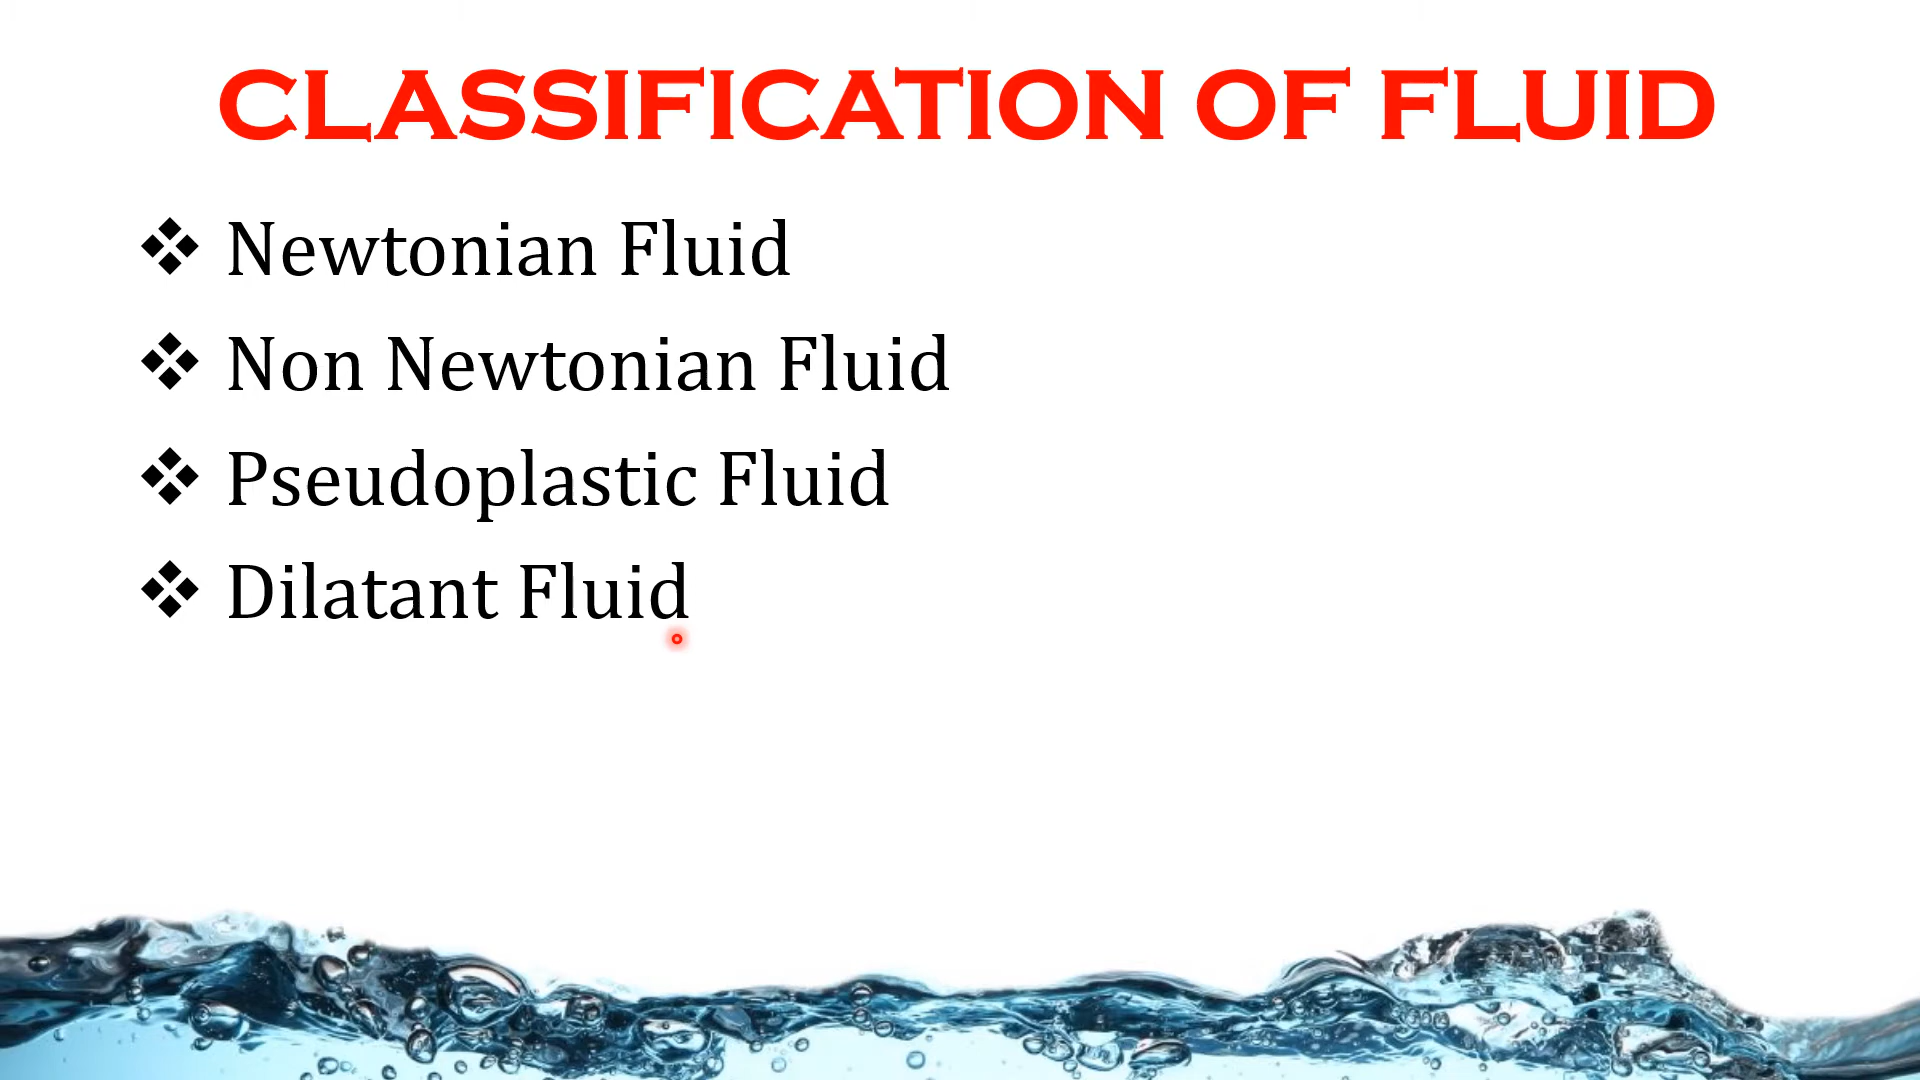 CLASSIFICATION OF FLUID
❖ Newtonian Fluid
❖ Non Newtonian Fluid
❖ Pseudoplastic Fluid
❖ Dilatant Fluid